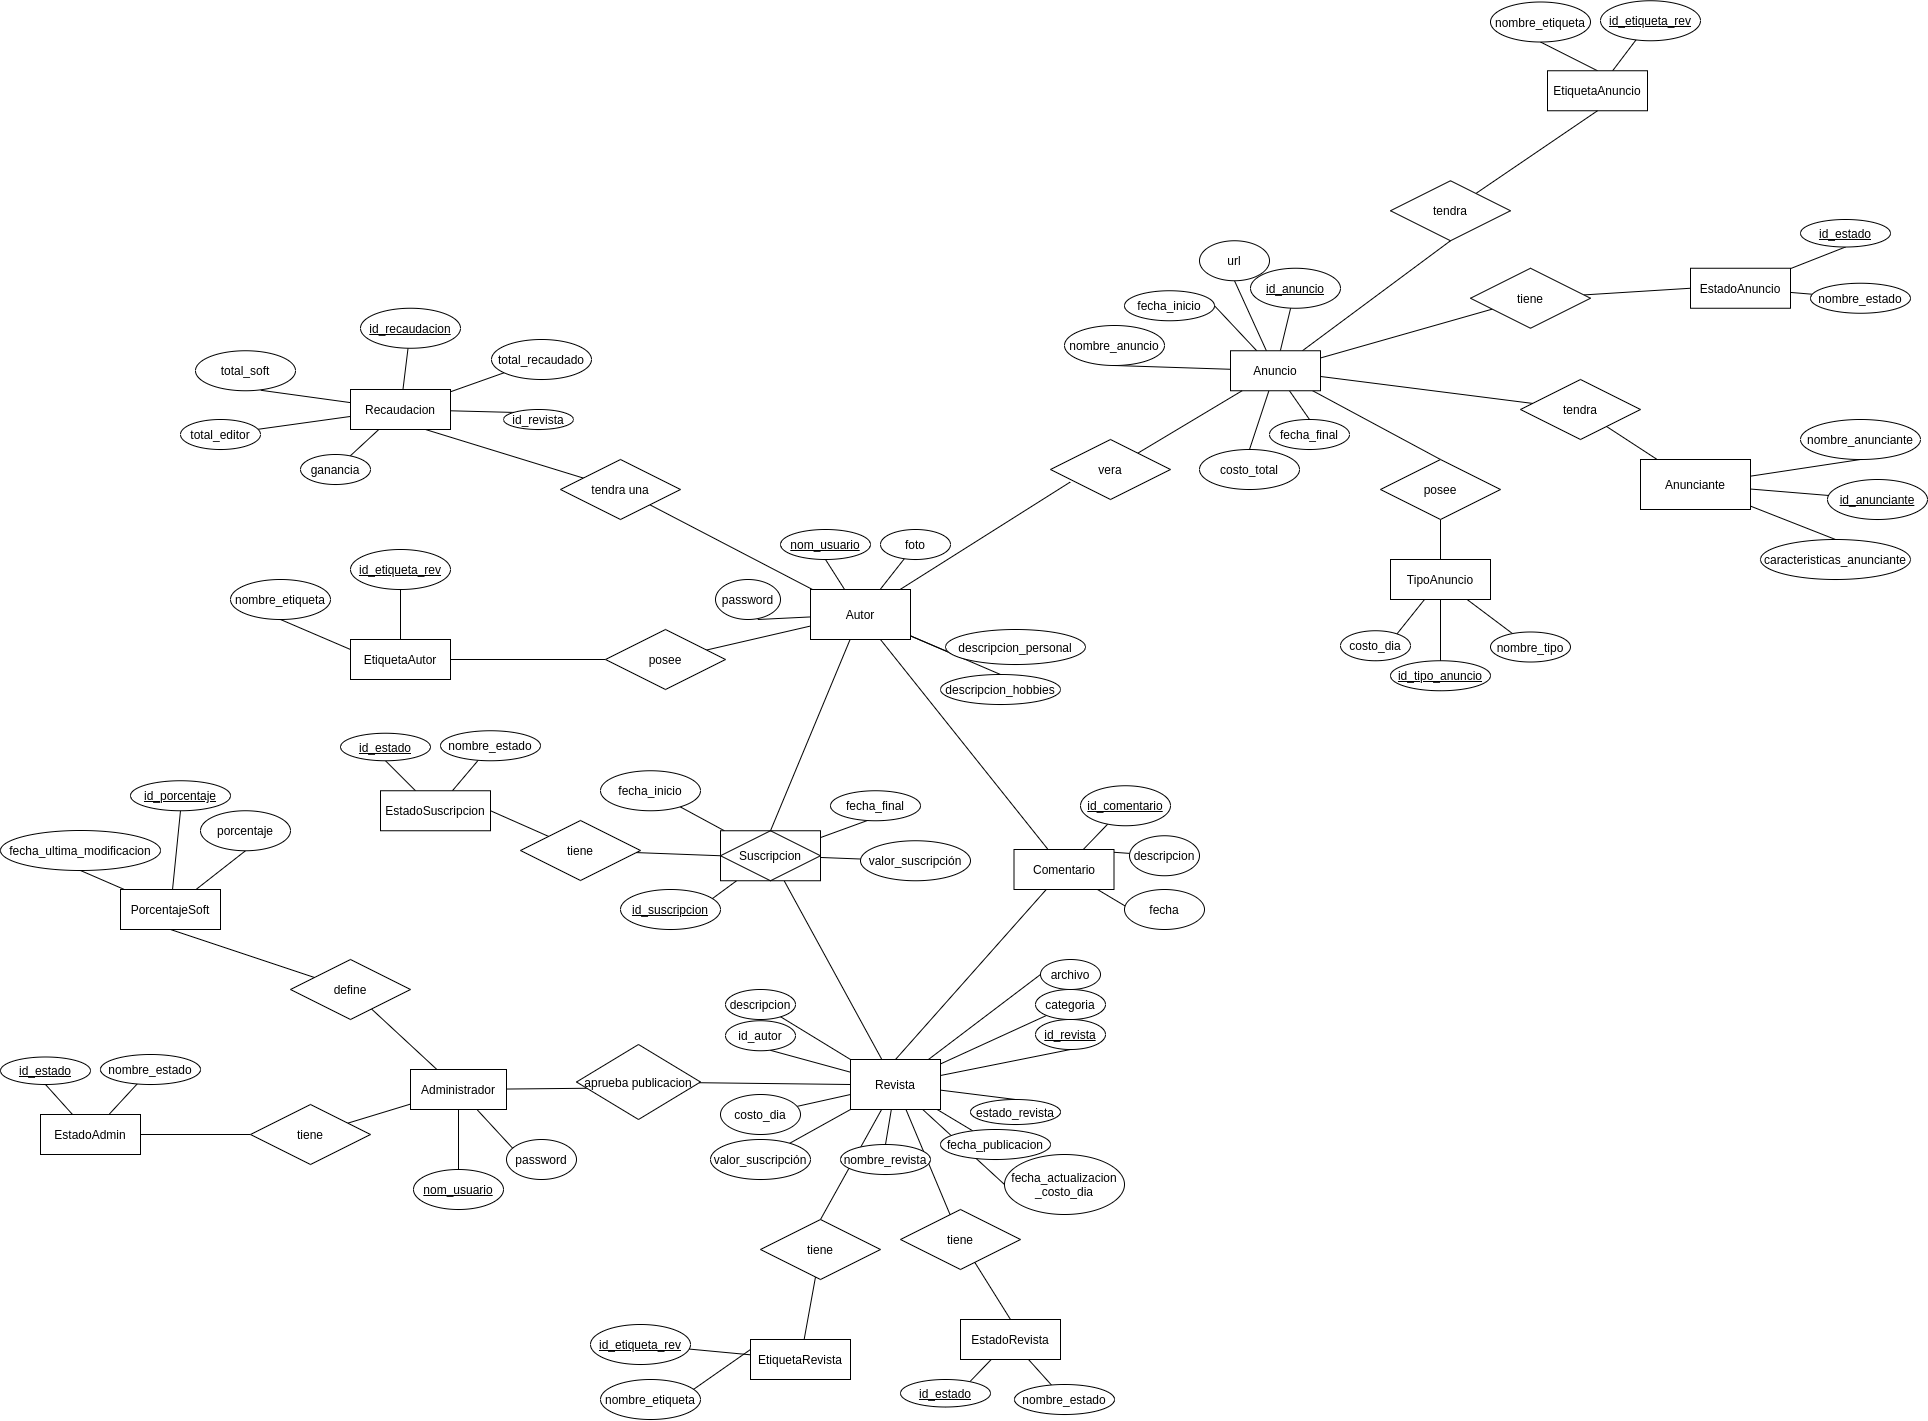 nombre_etiqueta
id_etiqueta_rev
EtiquetaAnuncio
tendra
id_estado
EstadoAnuncio
nombre_estado
tiene
url
id_anuncio
fecha_inicio
nombre_anuncio
Anuncio
tendra
fecha_final
costo_total
vera
posee
nombre_anunciante
Anunciante
id_anunciante
caracteristicas_anunciante
TipoAnuncio
costo_dia
id_tipo_anuncio
nombre_tipo
id_recaudacion
total_soft
total_recaudado
Recaudacion
id_revista
total_editor
ganancia
tendra una
nom_usuario
foto
password
Autor
descripcion_personal
descripcion_hobbies
id_etiqueta_rev
nombre_etiqueta
EtiquetaAutor
posee
id_estado
nombre_estado
EstadoSuscripcion
tiene
fecha_inicio
fecha_final
Suscripcion
valor_suscripción
id_suscripcion
id_comentario
descripcion
Comentario
fecha
id_porcentaje
porcentaje
fecha_ultima_modificacion
PorcentajeSoft
define
id_estado
nombre_estado
EstadoAdmin
tiene
Administrador
password
nom_usuario
aprueba publicacion
descripcion
id_autor
archivo
categoria
id_revista
Revista
estado_revista
costo_dia
valor_suscripción
nombre_revista
fecha_publicacion
fecha_actualizacion
_costo_dia
tiene
tiene
id_etiqueta_rev
EtiquetaRevista
nombre_etiqueta
EstadoRevista
id_estado
nombre_estado